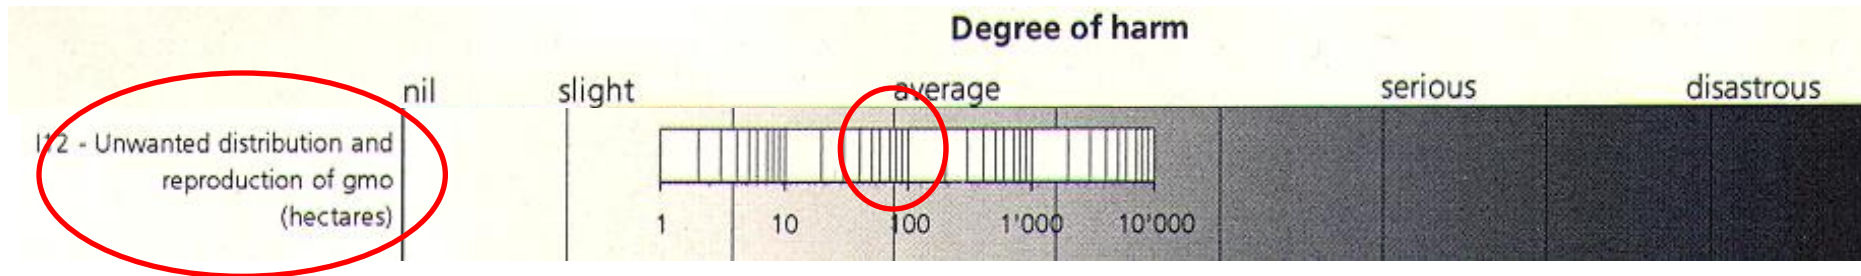 Degree of harm
nil slight average serious disastrous
I12 - Unwanted distribution and
reproduction of gmo
(hectares)
1 10 100 1'000 10'000